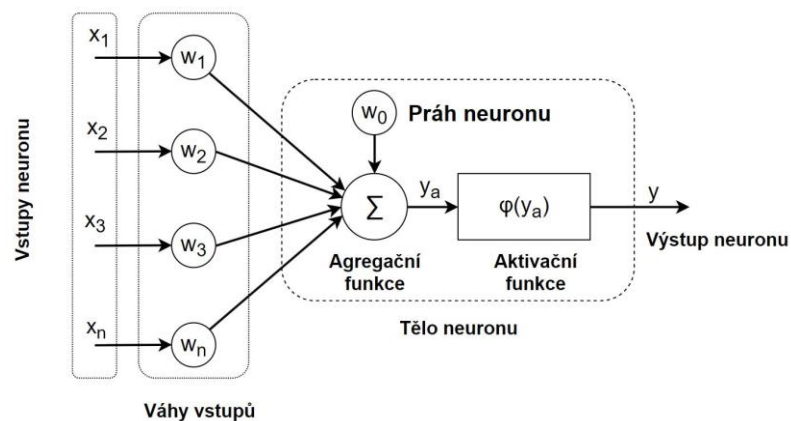 Vstupy neuronu
x1
x2
x3
xn
w1
w2
w3
wn
Váhy vstupů
w0
Práh neuronu
Σ
Agregační
funkce
ya
φ(ya)
Aktivační
funkce
Tělo neuronu
y
Výstup neuronu